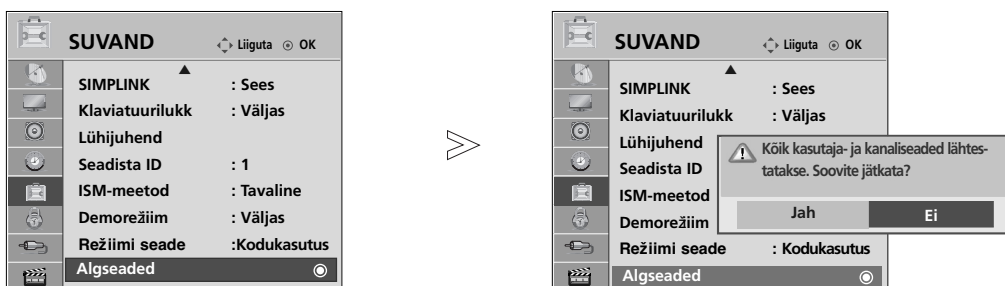 SUVAND Liiguta OK
SIMPLINK : Sees
Klaviatuurilukk : Väljas
Lühijuhend
Seadista ID : 1
ISM-meetod : Tavaline
Demorežiim : Väljas
Režiimi seade :Kodukasutus
Algseaded
SUVAND Liiguta OK
SIMPLINK : Sees
Klaviatuurilukk : Väljas
Lühijuhend
Seadista ID
ISM-meetod
Demorežiim
Režiimi seade : Kodukasutus
Algseaded
Kõik kasutaja- ja kanaliseaded lähtes-
tatakse. Soovite jätkata?
Jah Ei